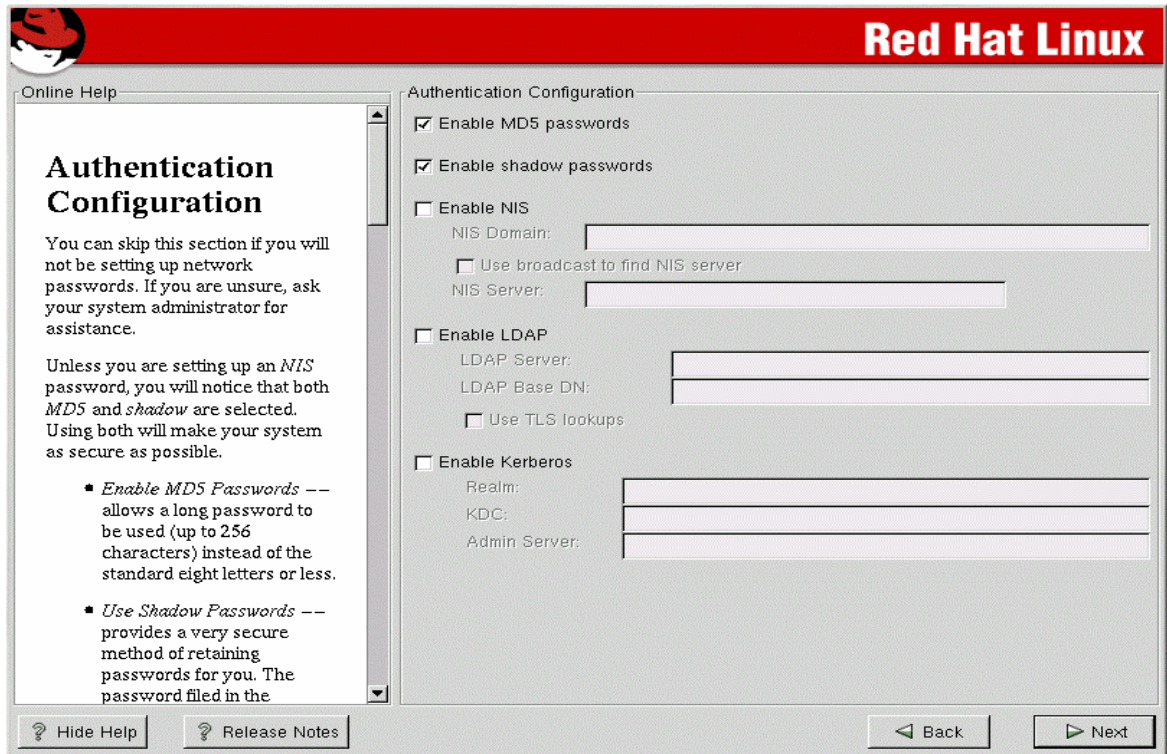 Red Hat Linux
Online Help
Authentication
Configuration
You can skip this section if you will
not be setting up network
passwords. If you are unsure, ask
your system administrator for
assistance.
Unless you are setting up an NIS
password, you will notice that both
MD5 and shadow are selected.
Using both will make your system
as secure as possible.
Enable MD5 Passwords --
allows a long password to
be used (up to 256
characters) instead of the
standard eight letters or less.
Use Shadow Passwords --
provides a very secure
method of retaining
passwords for you. The
password filed in the
Authentication Configuration
Enable MD5 passwords
Enable shadow passwords
Enable NIS
NIS Domain:
Use broadcast to find NIS server
NIS Server:
Enable LDAP
LDAP Server:
LDAP Base DN:
Use TLS lookups
Enable Kerberos
Realm:
KDC:
Admin Server:
? Hide Help
? Release Notes
Back
Next